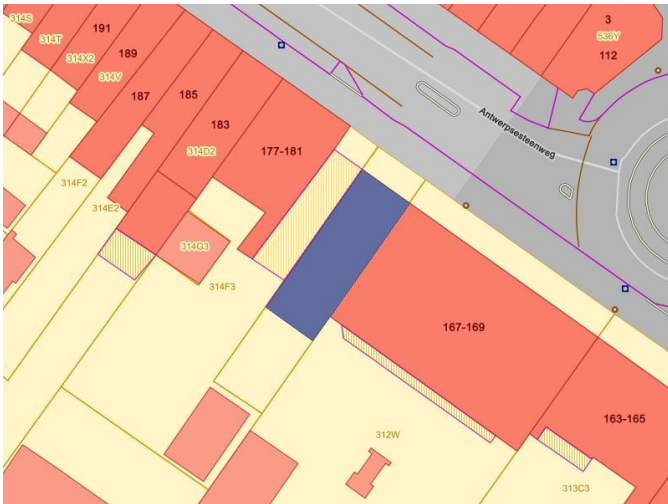 314S
314T
191
314X2
189
314V
187
185
183
314D2
177-181
3
536Y
112
Antwerpsesteenweg
314F2
314E2
314G3
314F3
167-169
163-165
312W
313C3